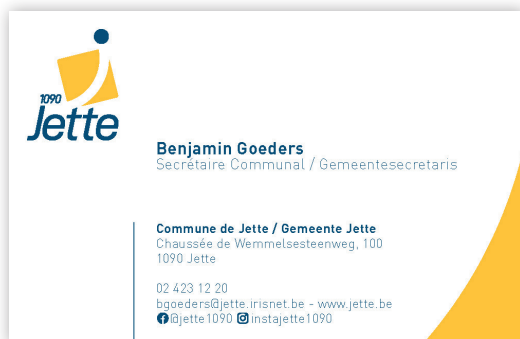 1090
Jette
Benjamin Goeders
Secrétaire Communal / Gemeentesecretaris
Commune de Jette / Gemeente Jette
Chaussée de Wemmelsesteenweg, 100
1090 Jette
02 423 12 20
bgoeders@jette.irisnet.be - www.jette.be
@jette1090 instajette1090